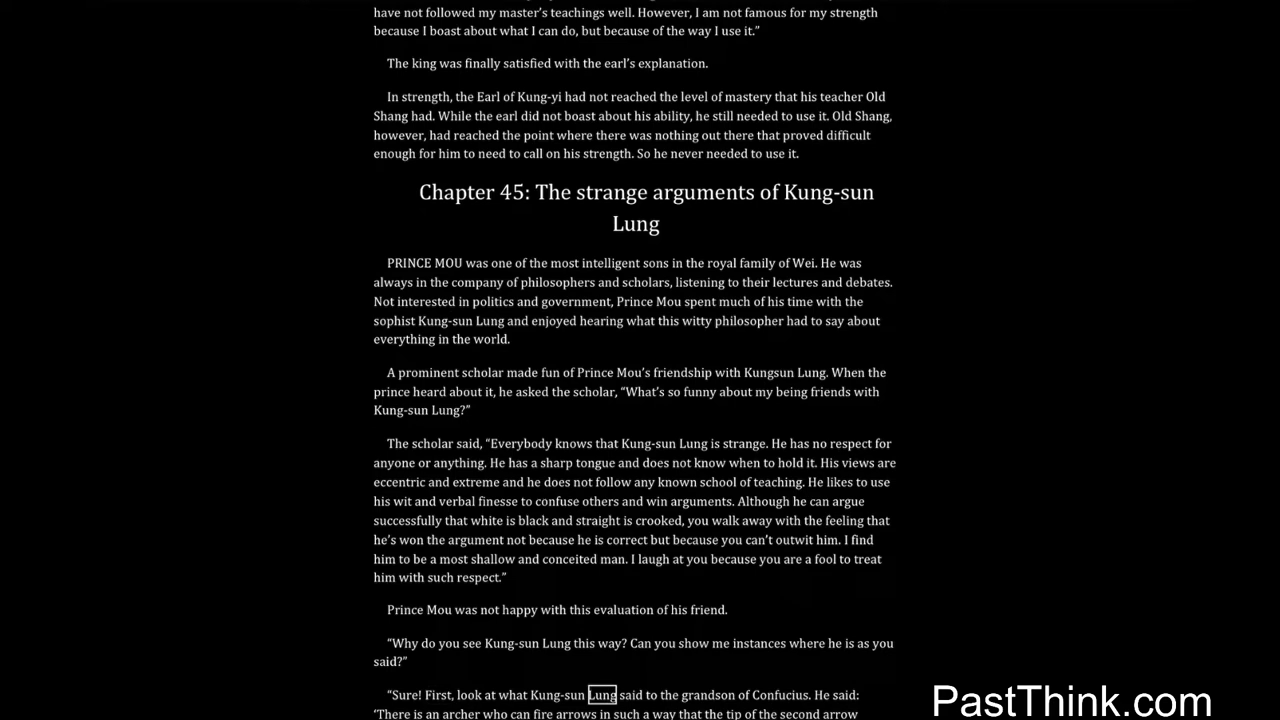 have not followed my master's teachings well. However, I am not famous for my strength
because I boast about what I can do, but because of the way I use it.”
The king was finally satisfied with the earl’s explanation.
In strength, the Earl of Kung-yi had not reached the level of mastery that his teacher Old
Shang had. While the earl did not boast about his ability, he still needed to use it. Old Shang,
however, had reached the point where there was nothing out there that proved difficult
enough for him to need to call on his strength. So he never needed to use it.
Chapter 45: The strange arguments of Kung-sun
Lung
PRINCE MOU was one of the most intelligent sons in the royal family of Wei. He was
always in the company of philosophers and scholars, listening to their lectures and debates.
Not interested in politics and government, Prince Mou spent much of his time with the
sophist Kung-sun Lung and enjoyed hearing what this witty philosopher had to say about
everything in the world.
A prominent scholar made fun of Prince Mou’s friendship with Kungsun Lung. When the
prince heard about it, he asked the scholar, “What’s so funny about my being friends with
Kung-sun Lung?”
The scholar said, “Everybody knows that Kung-sun Lung is strange. He has no respect for
anyone or anything. He has a sharp tongue and does not know when to hold it. His views are
eccentric and extreme and he does not follow any known school of teaching. He likes to use
his wit and verbal finesse to confuse others and win arguments. Although he can argue
successfully that white is black and straight is crooked, you walk away with the feeling that
he’s won the argument not because he is correct but because you can’t outwit him. I find
him to be a most shallow and conceited man. I laugh at you because you are a fool to treat
him with such respect.”
Prince Mou was not happy with this evaluation of his friend.
“Why do you see Kung-sun Lung this way? Can you show me instances where he is as you
said?”
“Sure! First, look at what Kung-sun Lung said to the grandson of Confucius. He said:
‘There is an archer who can fire arrows in such a way that the tip of the second arrow
PastThink.com